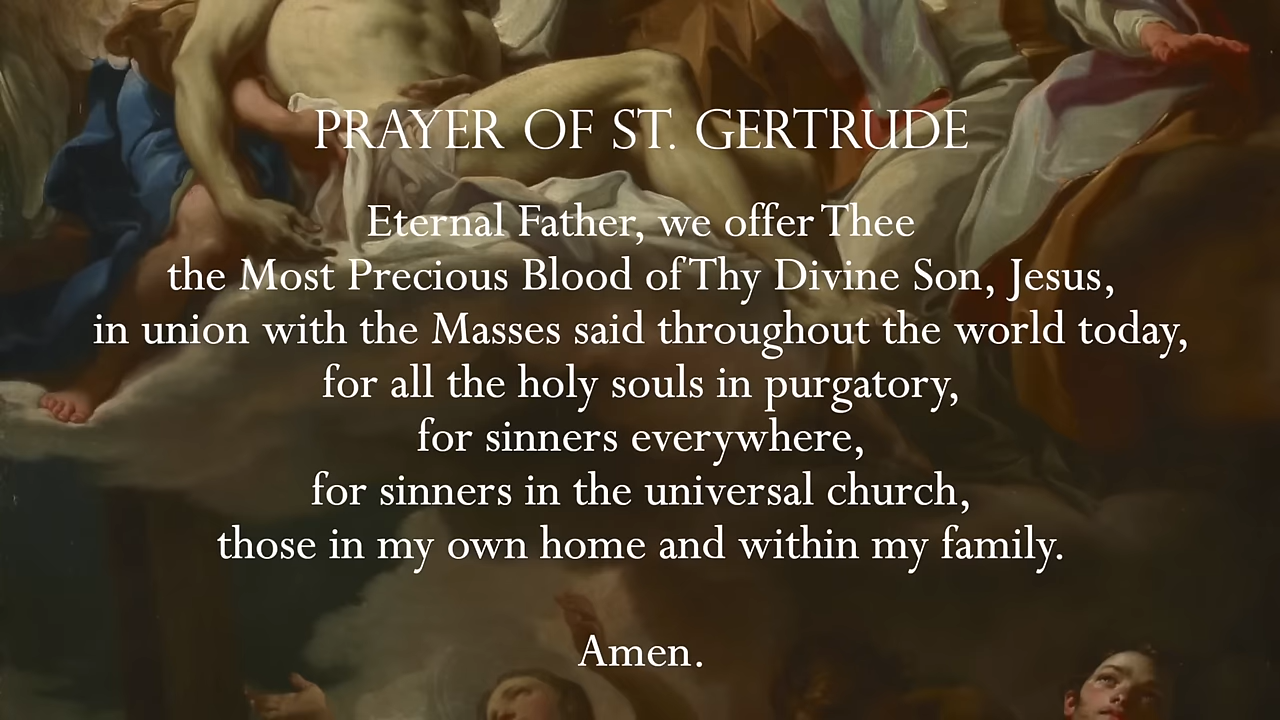 PRAYER OF ST. GERTRUDE
Eternal Father, we offer Thee
the Most Precious Blood of Thy Divine Son, Jesus,
in union with the Masses said throughout the world today,
for all the holy souls in purgatory,
for sinners everywhere,
for sinners in the universal church,
those in my own home and within my family.
Amen.